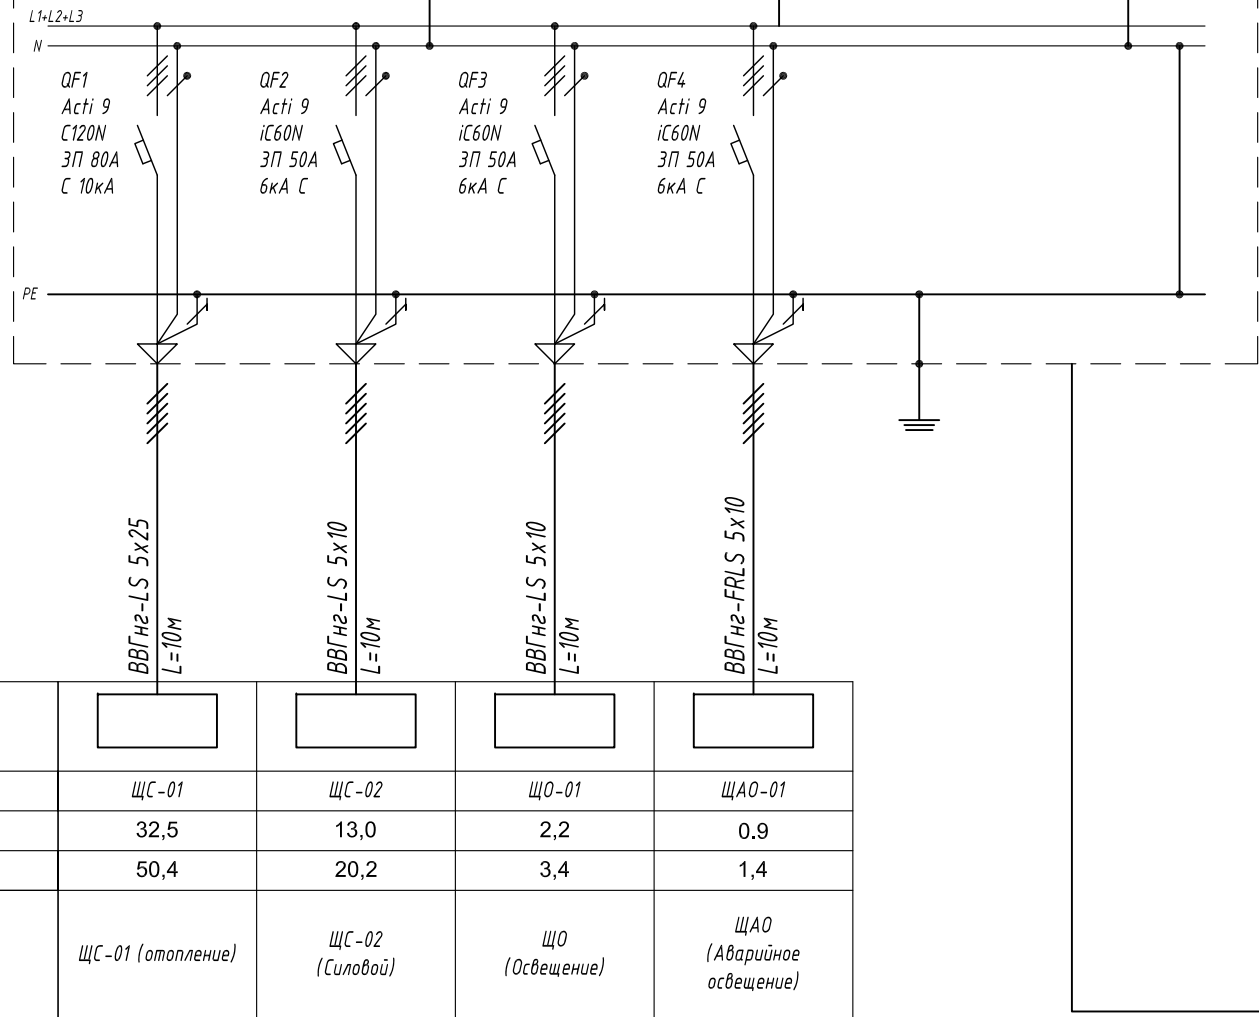 L1+L2+L3
N
QF1
Acti 9
C120N
3П 80А
С 10кА
QF2
Acti 9
iC60N
3П 50А
6кА С
QF3
Acti 9
iC60N
3П 50А
6кА С
QF4
Acti 9
iC60N
3П 50А
6кА С
PE
ВВГнг-LS 5x25
L=10м
ВВГнг-LS 5x10
L=10м
ВВГнг-LS 5x10
L=10м
ВВГнг-FRLS 5x10
L=10м
ЩС-01
ЩС-02
ЩО-01
ЩАО-01
32,5
13,0
2,2
0.9
50,4
20,2
3,4
1,4
ЩС-01 (отопление)
ЩС-02
(Силовой)
ЩО
(Освещение)
ЩАО
(Аварийное
освещение)